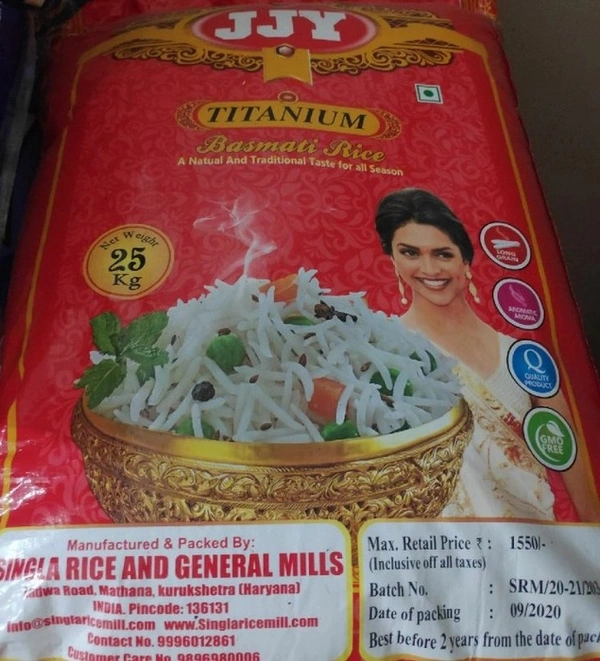 JJY
TITANIUM
Basmati Rice
A Natual And Traditional Taste for all Season
Net Weight
25
Kg
LONG
GRAIN
AROMATIC
AROMA
Q
QUALITY
PRODUCT
GMO
FREE
Manufactured & Packed By:
SINGLA RICE AND GENERAL MILLS
Road, Mathana, kurukshetra (Haryana)
INDIA. Pincode: 136131
info@singlaricemill.com www.Singlaricemill.com
Contact No. 9996012861
Customer Care No. 9896980006
Max. Retail Price ₹ : 1550/-
(Inclusive off all taxes)
Batch No. : SRM/20-21/
Date of packing : 09/2020
Best before 2 years from the date of pack